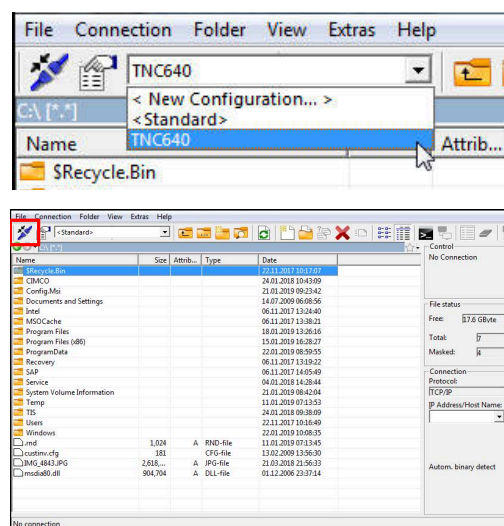 File Connection Folder View Extras Help
TNC640
C:\ [*.*]
< New Configuration... >
<Standard>
TNC640
Name Attrib...
$Recycle.Bin
File Connection Folder View Extras Help
<Standard>
C:\[*.*]
Control
No Connection
Name Size Attrib... Type Date
$Recycle.Bin 22.11.2017 10:17:07
CIMCO 24.01.2018 10:43:09
Config.Msi 21.01.2019 09:23:42
Documents and Settings 14.07.2009 06:08:56
Intel 06.11.2017 13:24:40
MSOCache 06.11.2017 13:38:21
Program Files 18.01.2019 13:26:16
Program Files (x86) 15.01.2019 16:28:27
ProgramData 22.01.2019 08:59:55
Recovery 06.11.2017 13:19:22
SAP 06.11.2017 14:05:49
Service 04.01.2018 14:28:44
System Volume Information 21.01.2019 08:42:04
Temp 11.01.2019 07:13:53
TIS 24.01.2018 09:38:09
Users 22.11.2017 10:16:49
Windows 22.01.2019 10:08:35
.rnd 1,024 A RND-file 11.01.2019 07:13:45
custinv.cfg 181 CFG-file 13.02.2009 13:56:30
IMG_4843.JPG 2,618,... A JPG-file 21.03.2018 21:56:33
msdia80.dll 904,704 A DLL-file 01.12.2006 23:37:14
File status
Free: 17.6 GByte
Total: 7
Masked: 4
Connection
Protocol:
TCP/IP
IP Address/Host Name:
Autom. binary detect
No connection